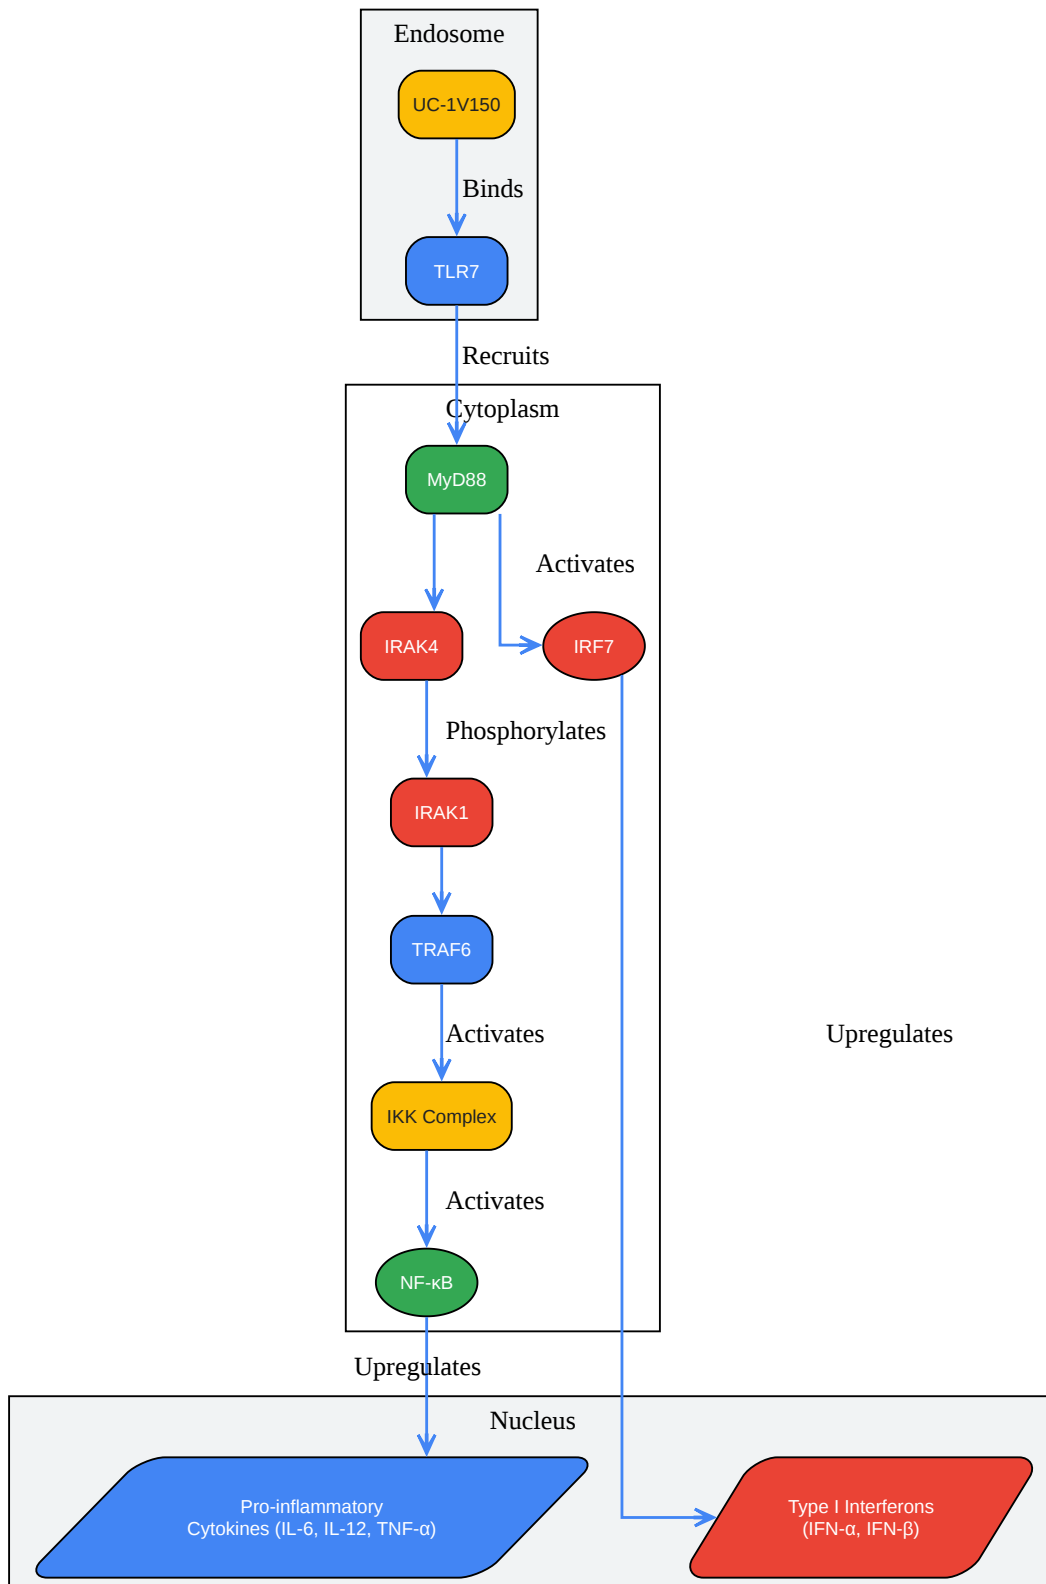 Endosome
UC-1V150
Binds
TLR7
Recruits
Cytoplasm
MyD88
Activates
IRAK4
IRF7
Phosphorylates
IRAK1
TRAF6
Activates
Upregulates
IKK Complex
Activates
NF-κB
Upregulates
Nucleus
Pro-inflammatory
Cytokines (IL-6, IL-12, TNF-α)
Type I Interferons
(IFN-α, IFN-β)